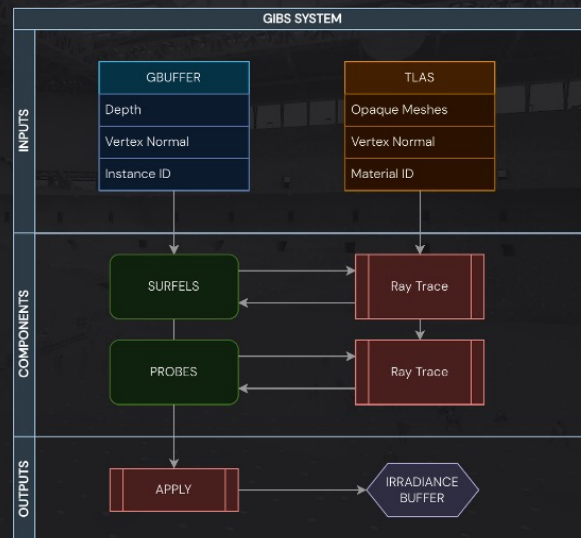 GIBS SYSTEM
INPUTS
GBUFFER
Depth
Vertex Normal
Instance ID
TLAS
Opaque Meshes
Vertex Normal
Material ID
COMPONENTS
SURFELS
Ray Trace
PROBES
Ray Trace
OUTPUTS
APPLY
IRRADIANCE
BUFFER